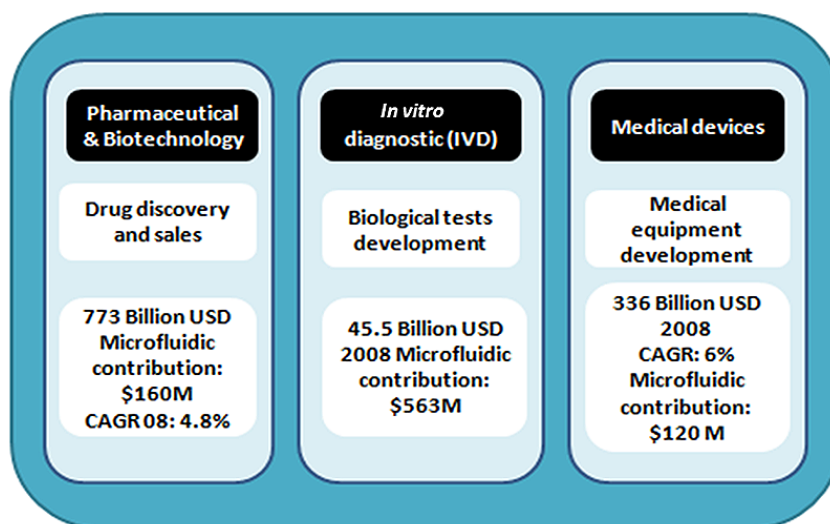 Pharmaceutical
& Biotechnology
Drug discovery
and sales
773 Billion USD
Microfluidic
contribution:
$160M
CAGR 08: 4.8%
In vitro
diagnostic (IVD)
Biological tests
development
45.5 Billion USD
2008 Microfluidic
contribution:
$563M
Medical devices
Medical
equipment
development
336 Billion USD
2008
CAGR: 6%
Microfluidic
contribution:
$120 M